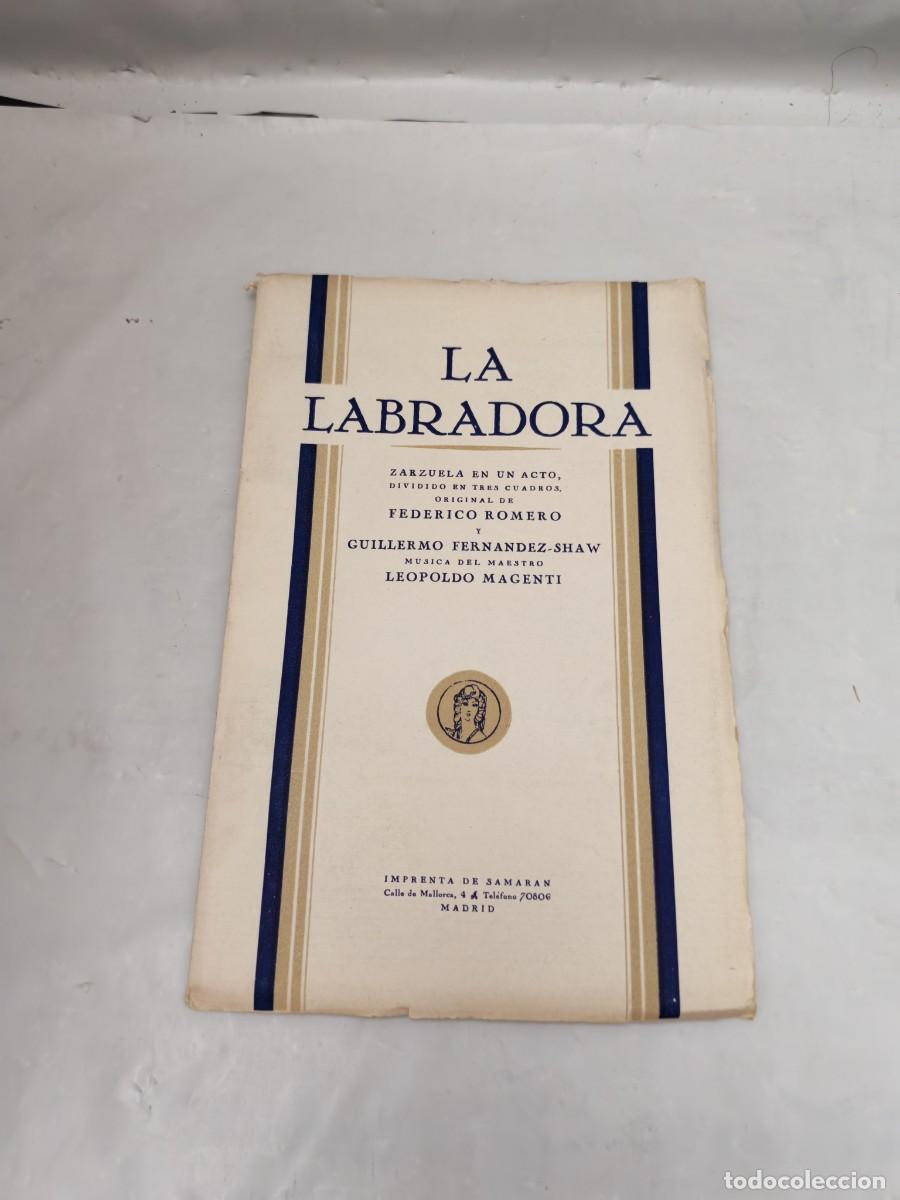 LA
LABRADORA
ZARZUELA EN UN ACTO,
DIVIDIDO EN TRES CUADROS,
ORIGINAL DE
FEDERICO ROMERO
Y
GUILLERMO FERNANDEZ-SHAW
MUSICA DEL MAESTRO
LEOPOLDO MAGENTI
IMPRENTA DE SAMARAN
Calle de Mallorca, 4 Teléfono 70806
MADRID
todocoleccion